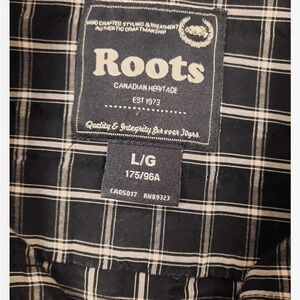 HAND CRAFTED STYLING & TREATMENT
AUTHENTIC CRAFTMANSHIP
Roots
CANADIAN HERITAGE
EST 1973
Quality & Integrity for over 30yrs.
L/G
175/96A
CA05017 RN89323